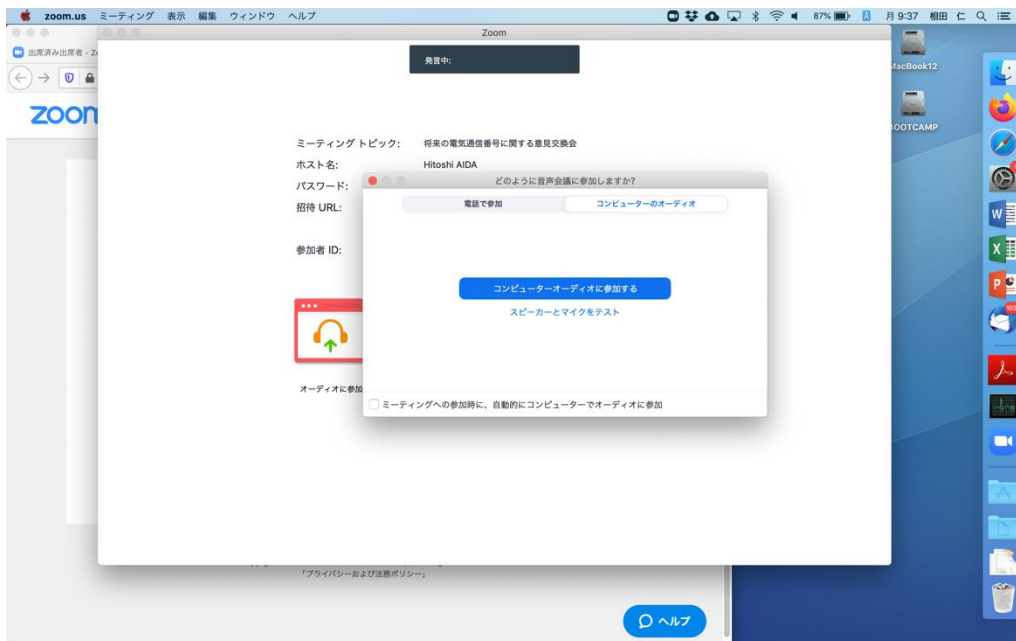 zoom.us ミーティング 表示 編集 ウィンドウ ヘルプ 87% A 月 9:37 相田 仁
Zoom
出席済み出席者 - Zo
発言中:
MacBook12
zoom
BOOTCAMP
ミーティング トピック: 将来の電気通信番号に関する意見交換会
ホスト名: Hitoshi AIDA
パスワード:
どのように音声会議に参加しますか?
招待 URL:
電話で参加 コンピューターのオーディオ
参加者 ID:
コンピューターオーディオに参加する
スピーカーとマイクをテスト
オーディオに参加
ミーティングへの参加時に、自動的にコンピューターでオーディオに参加
「プライバシーおよび法務ポリシー」
ヘルプ
W
X
P